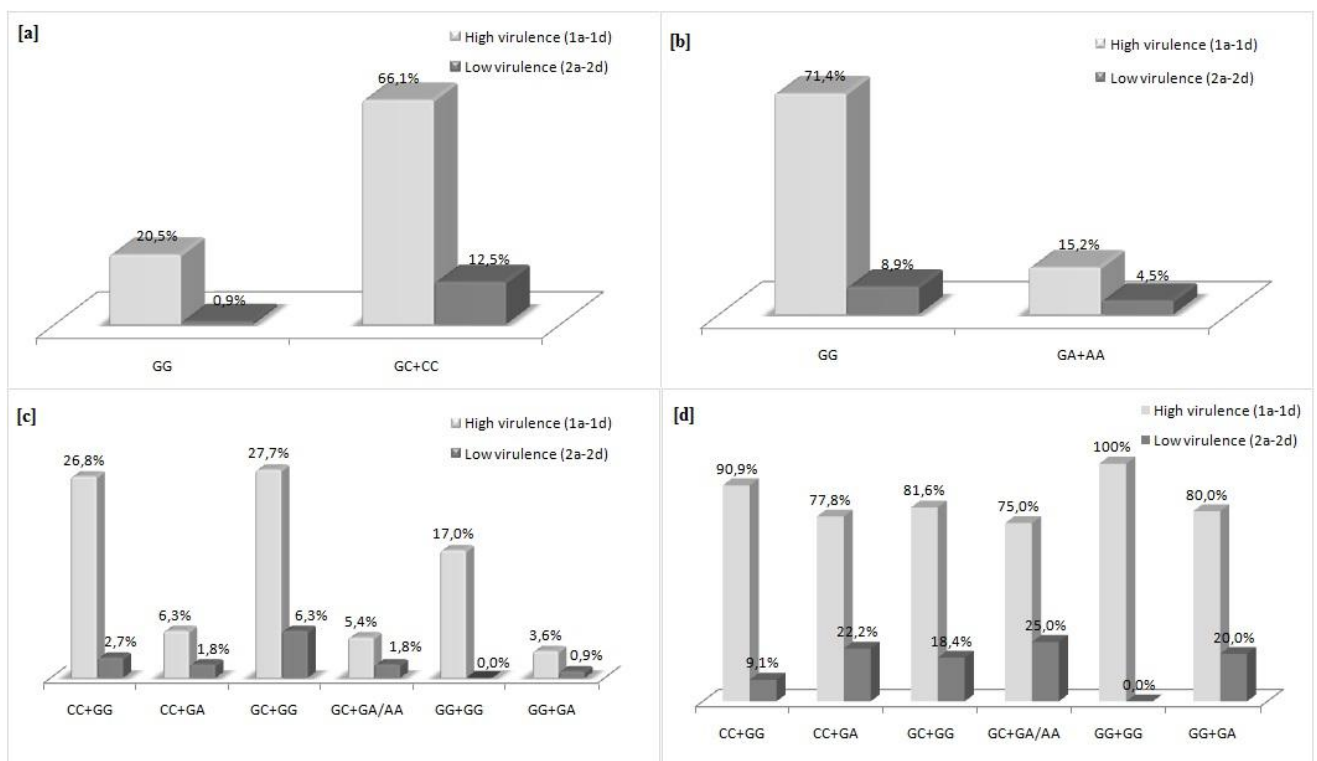 [a]
High virulence (1a-1d)
Low virulence (2a-2d)
66,1%
20,5%
12,5%
0,9%
GG GC+CC
[b]
High virulence (1a-1d)
Low virulence (2a-2d)
71,4%
15,2%
8,9%
4,5%
GG GA+AA
[c]
High virulence (1a-1d)
Low virulence (2a-2d)
26,8% 27,7%
17,0%
6,3% 6,3%
5,4%
3,6%
2,7% 1,8% 1,8% 0,0% 0,9%
CC+GG CC+GA GC+GG GC+GA/AA GG+GG GG+GA
[d]
High virulence (1a-1d)
Low virulence (2a-2d)
100%
90,9%
77,8% 81,6% 75,0% 80,0%
22,2% 18,4% 25,0% 20,0%
9,1% 0,0%
CC+GG CC+GA GC+GG GC+GA/AA GG+GG GG+GA